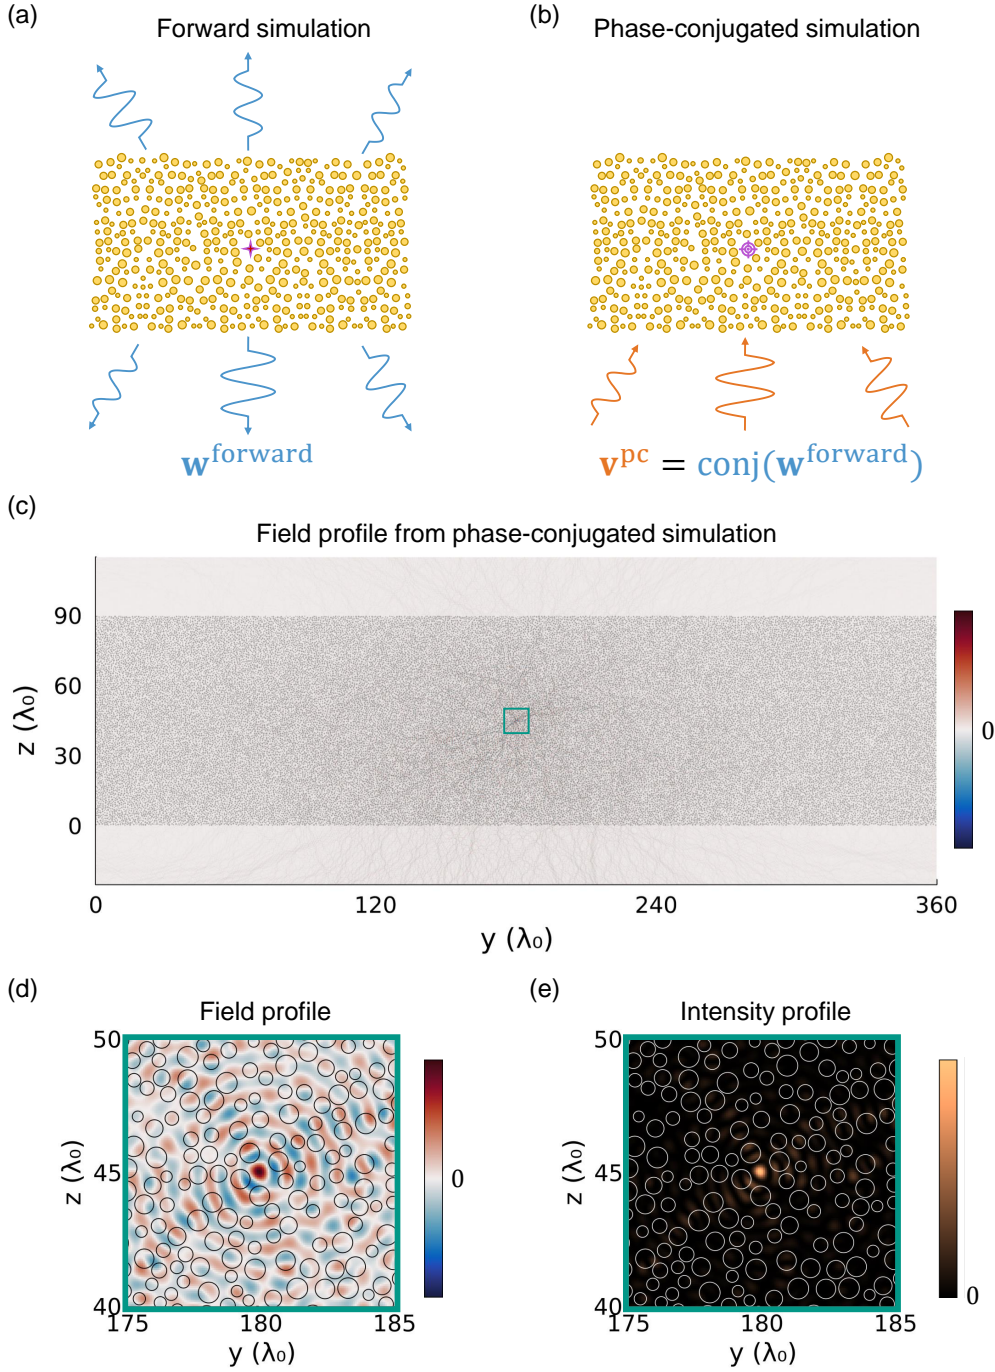 (a)
Forward simulation
w^forward
(b)
Phase-conjugated simulation
v^pc = conj(w^forward)
(c)
Field profile from phase-conjugated simulation
90
60
30
0
z (λ₀)
0
120
240
360
y (λ₀)
0
(d)
Field profile
50
45
40
z (λ₀)
175
180
185
y (λ₀)
0
(e)
Intensity profile
50
45
40
z (λ₀)
175
180
185
y (λ₀)
0